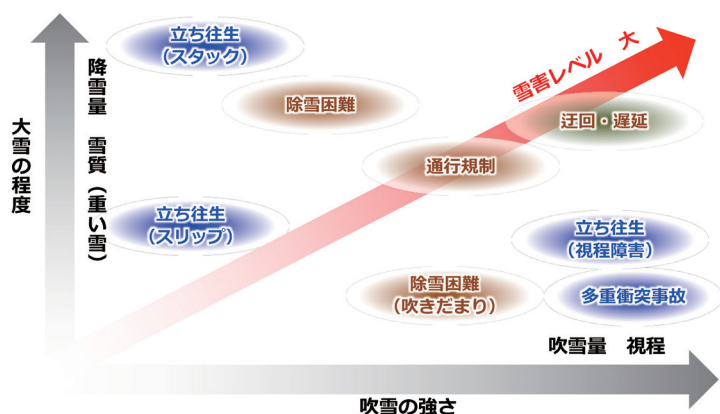 大雪の程度
降雪量　雪質（重い雪）
立ち往生
（スタック）
除雪困難
雪害レベル　大
迂回・遅延
通行規制
立ち往生
（スリップ）
立ち往生
（視程障害）
除雪困難
（吹きだまり）
多重衝突事故
吹雪量　視程
吹雪の強さ